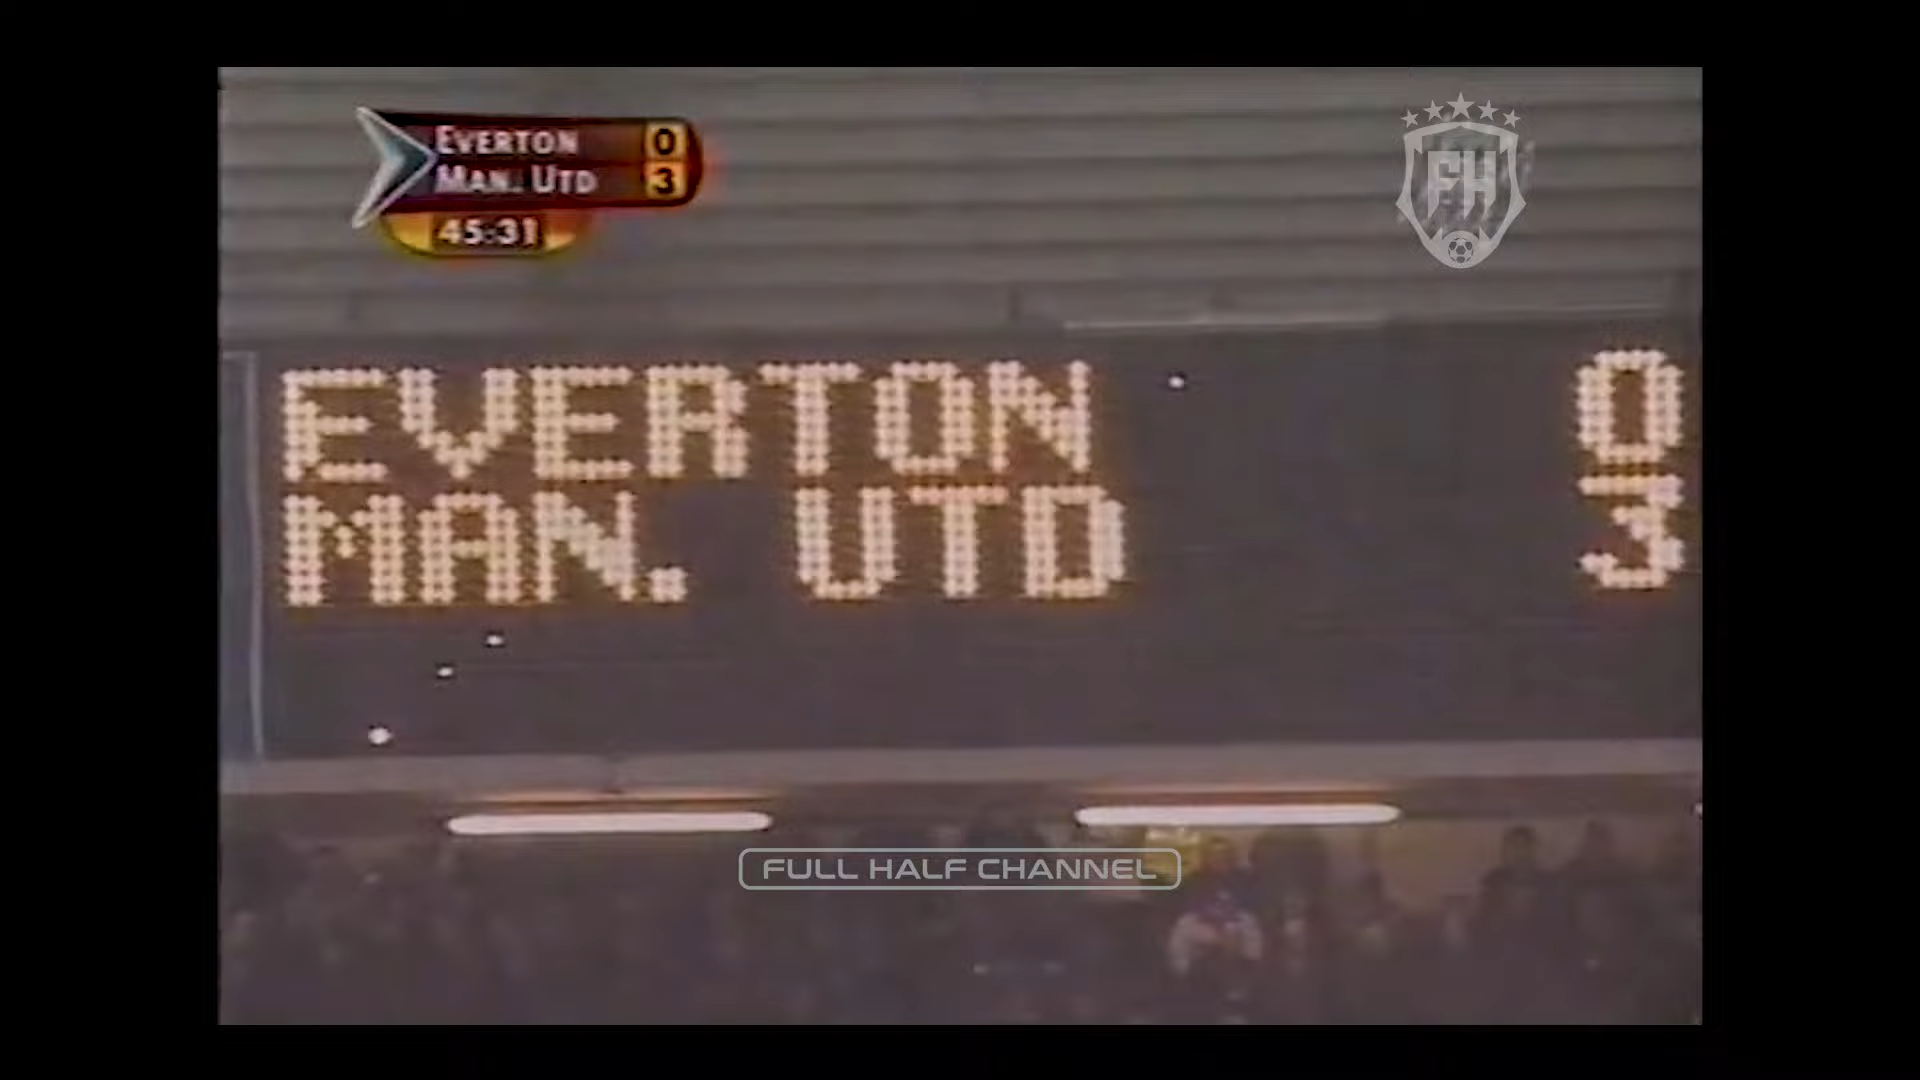 EVERTON 0
MAN. UTD 3
45:31
FH
EVERTON 0
MAN. UTD 3
FULL HALF CHANNEL